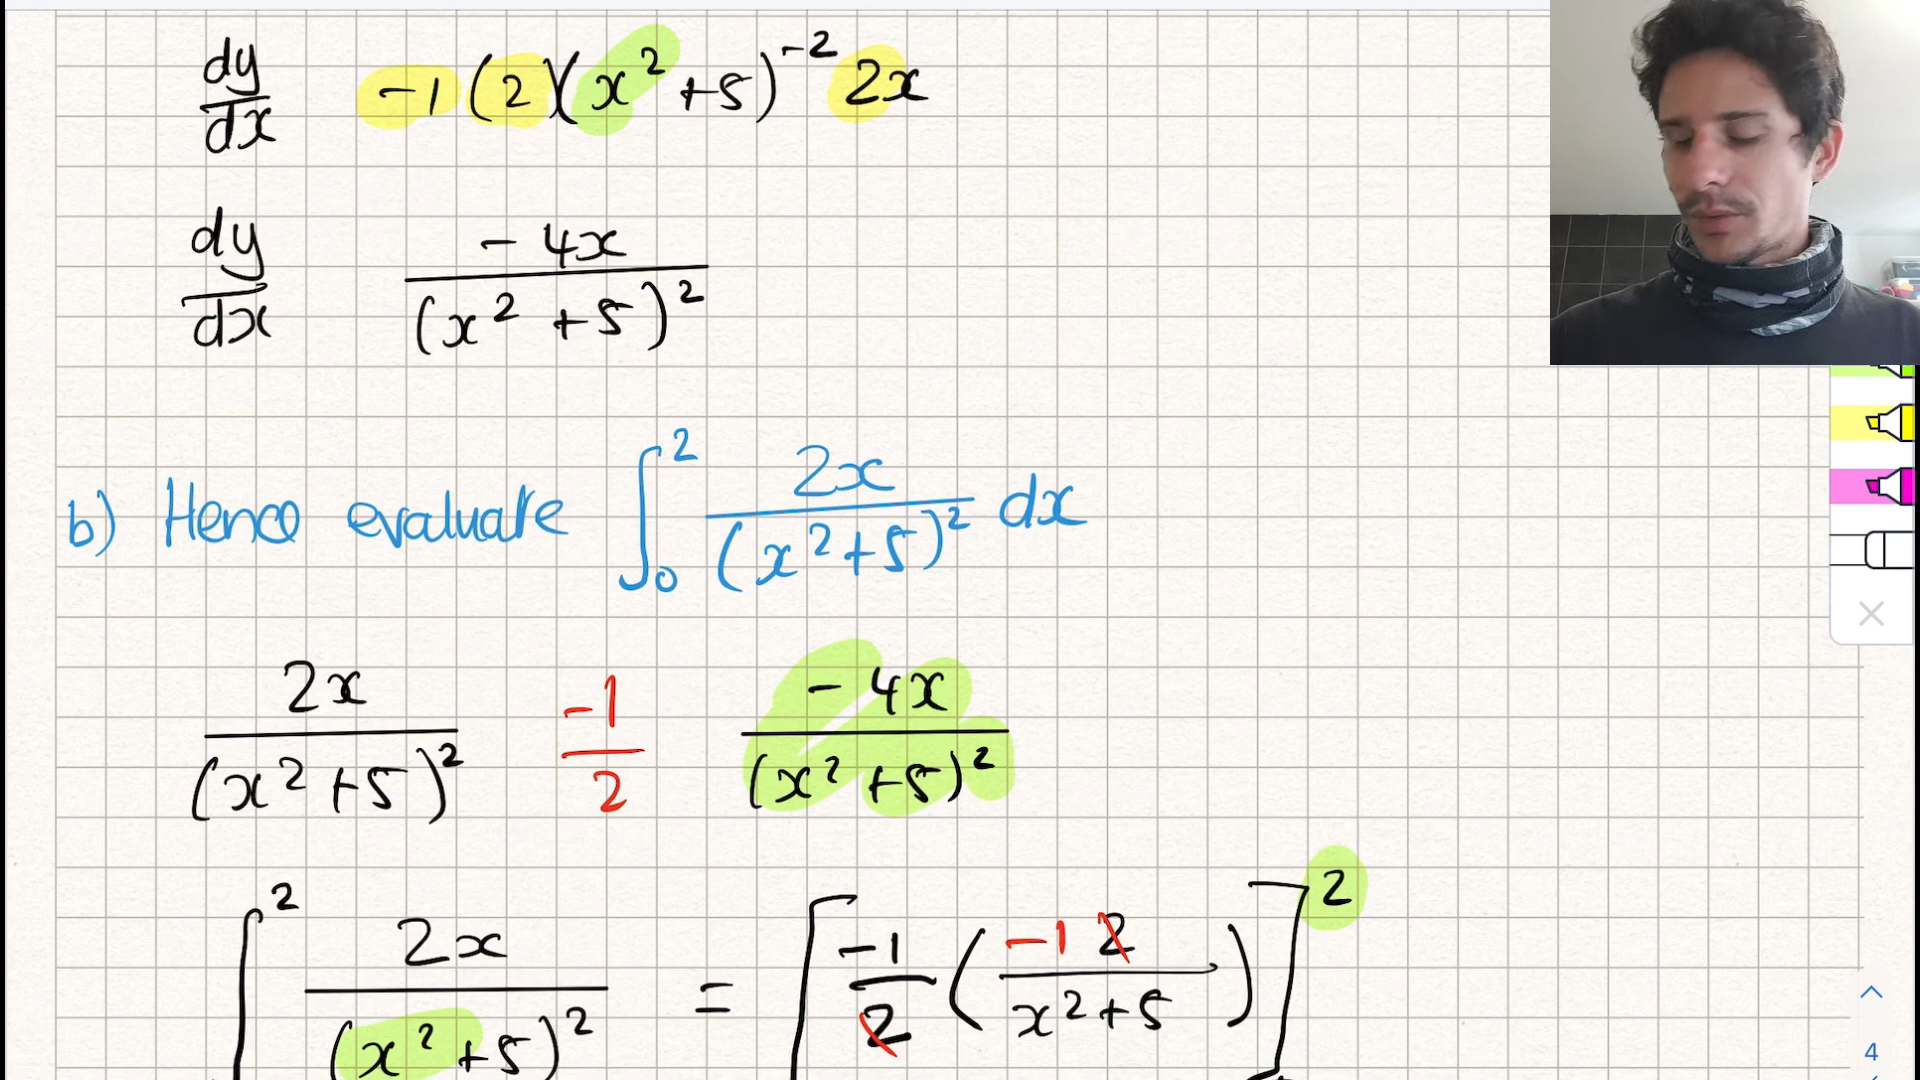 dy/dx -1(2)(x²+5)⁻² 2x
dy/dx -4x/(x²+5)²
b) Hence evaluate ∫₀² 2x/(x²+5)² dx
2x/(x²+5)² -1/2 -4x/(x²+5)²
∫² 2x/(x²+5)² = [-1/2 (-1 2/x²+5)]²
4